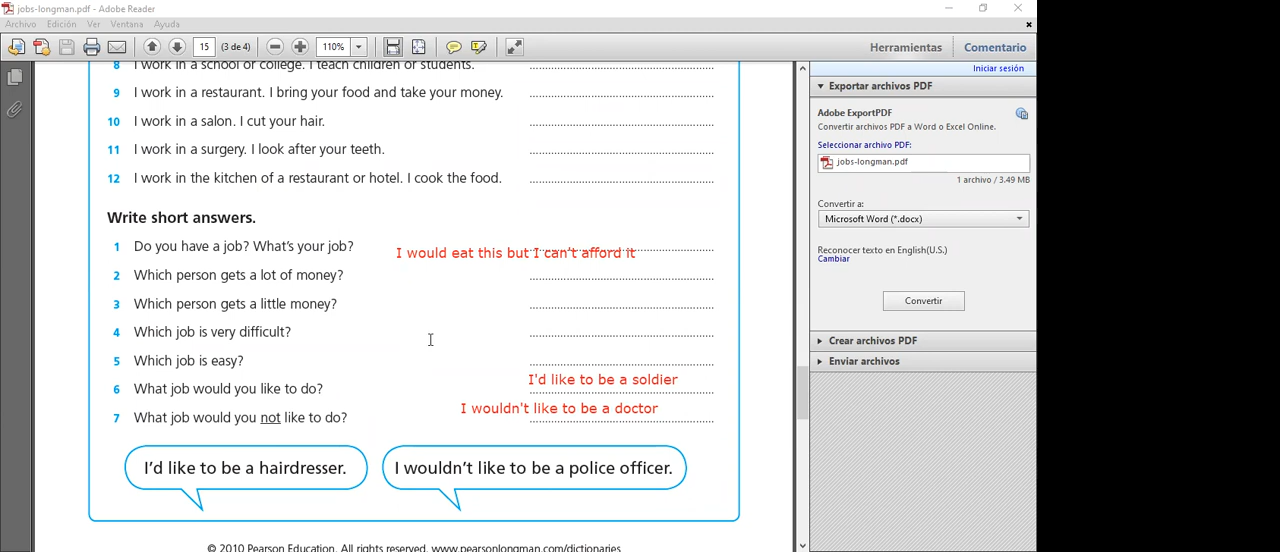 jobs-longman.pdf - Adobe Reader
Archivo Edición Ver Ventana Ayuda
15 (3 de 4) 110% Herramientas Comentario
8 I work in a school or college. I teach children or students.
9 I work in a restaurant. I bring your food and take your money.
10 I work in a salon. I cut your hair.
11 I work in a surgery. I look after your teeth.
12 I work in the kitchen of a restaurant or hotel. I cook the food.
Write short answers.
1 Do you have a job? What's your job?
I would eat this but I can't afford it
2 Which person gets a lot of money?
3 Which person gets a little money?
4 Which job is very difficult?
5 Which job is easy?
I'd like to be a soldier
6 What job would you like to do?
I wouldn't like to be a doctor
7 What job would you not like to do?
I'd like to be a hairdresser. I wouldn't like to be a police officer.
© 2010 Pearson Education. All rights reserved. www.pearsonlongman.com/dictionaries
Iniciar sesión
Exportar archivos PDF
Adobe ExportPDF
Convertir archivos PDF a Word o Excel Online.
Seleccionar archivo PDF:
jobs-longman.pdf
1 archivo / 3.49 MB
Convertir a:
Microsoft Word (*.docx)
Reconocer texto en English(U.S.)
Cambiar
Convertir
Crear archivos PDF
Enviar archivos